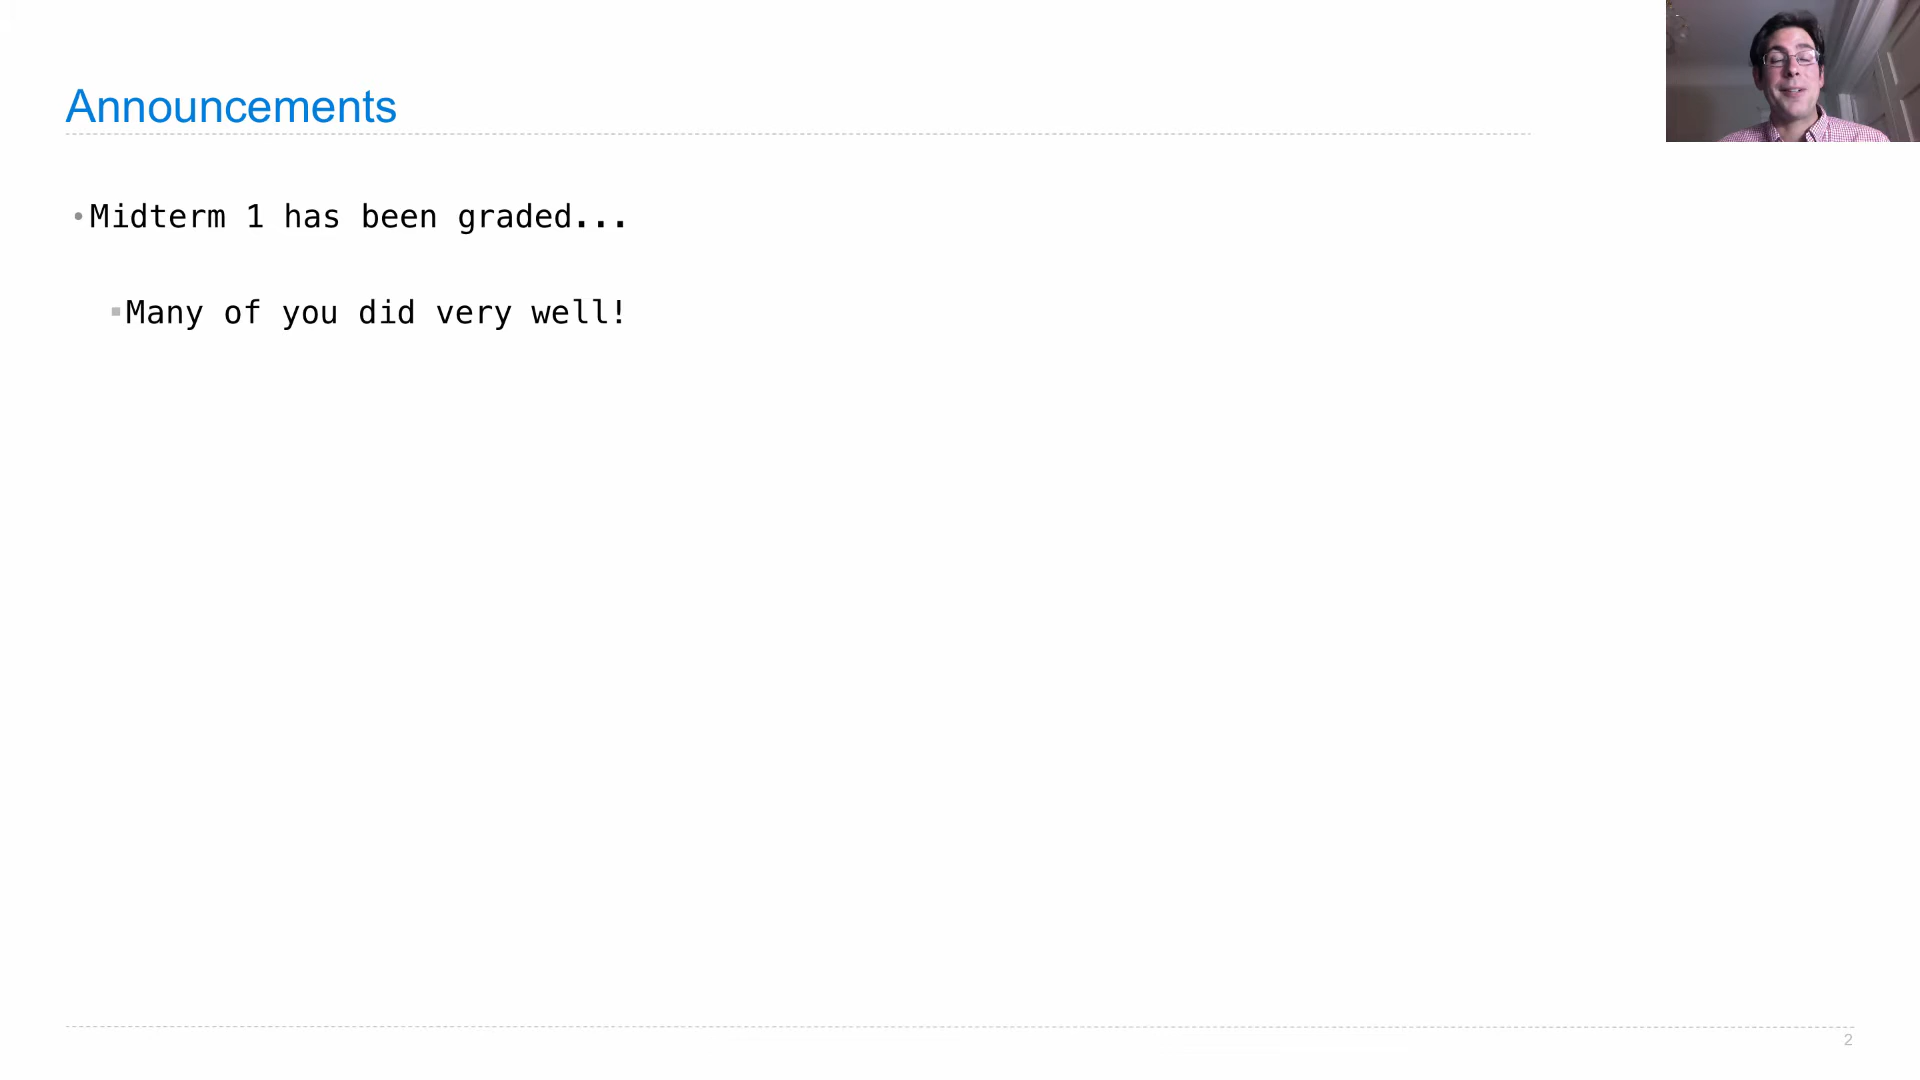 Announcements
•Midterm 1 has been graded...
▪Many of you did very well!
2